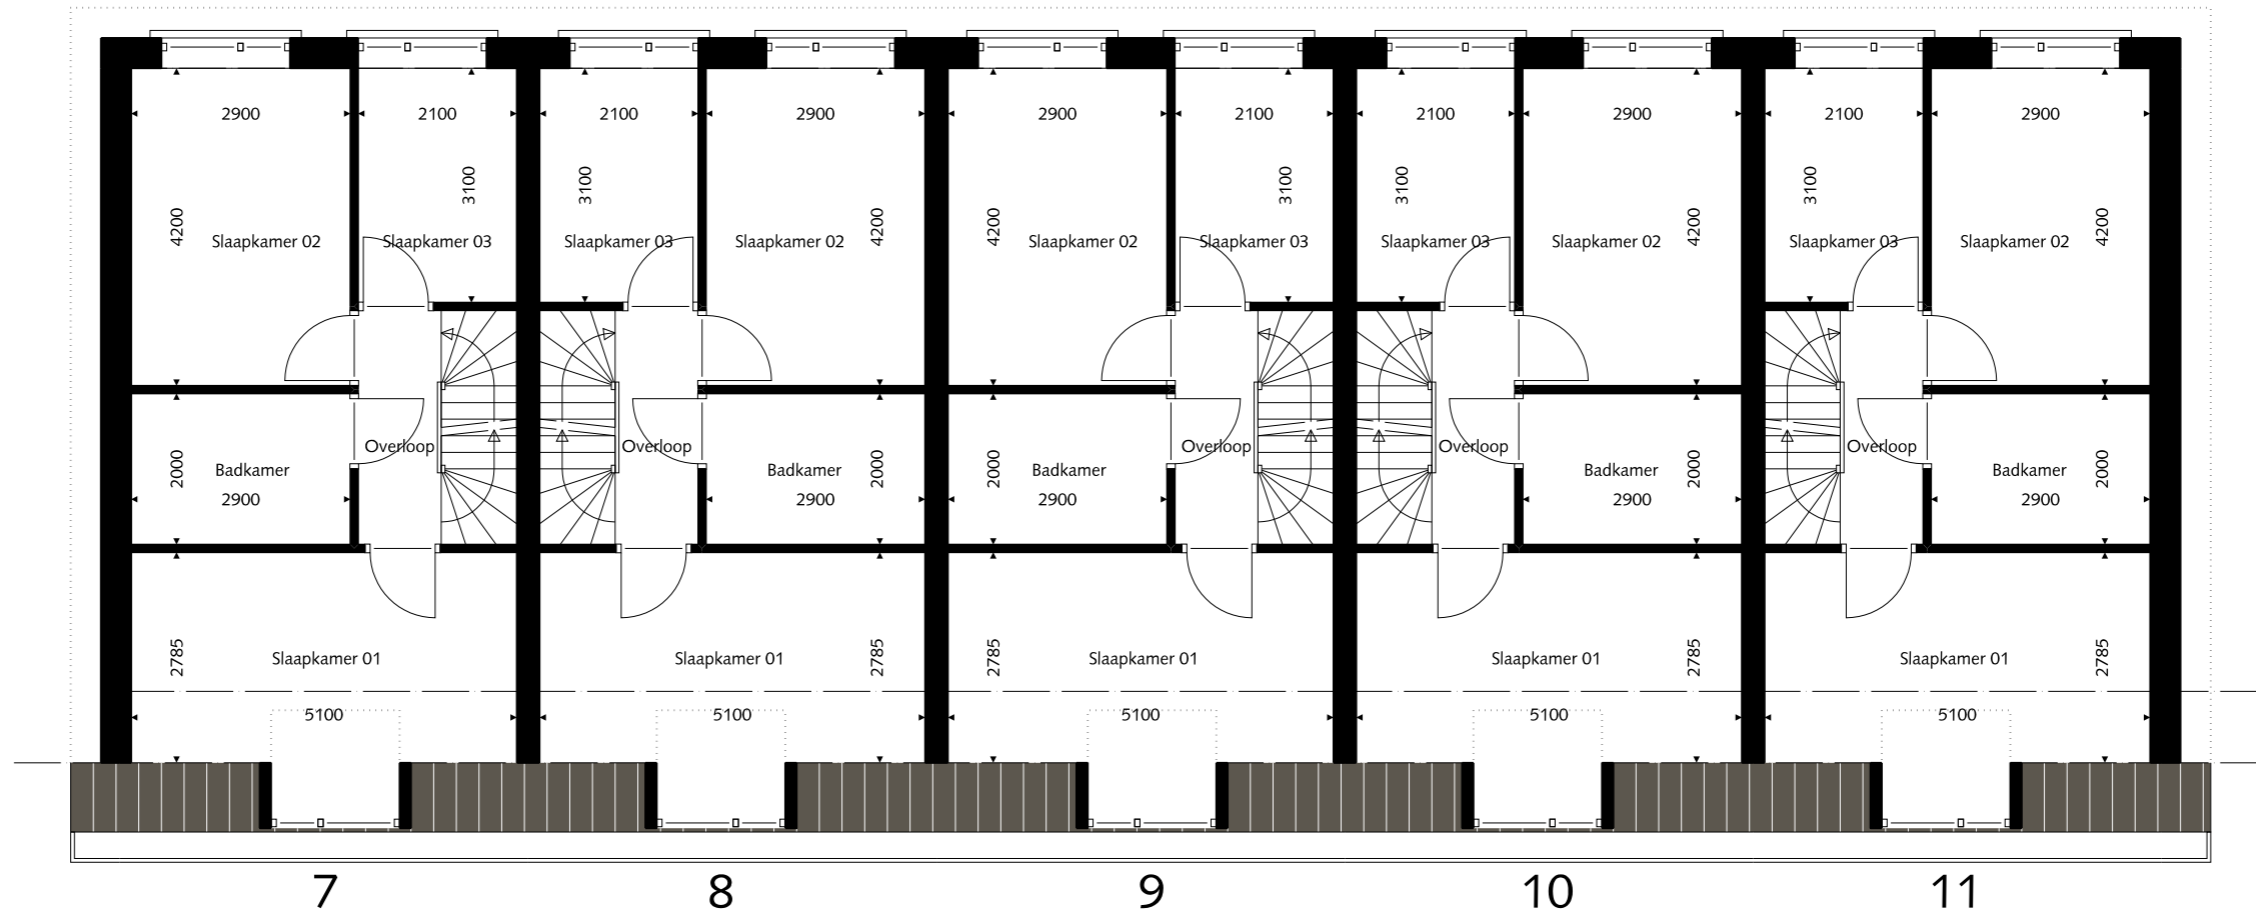 2900 2100 2100 2900 2900 2100 2100 2900 2100 2900
3100 3100 3100 3100 3100
4200 4200 4200 4200 4200
Slaapkamer 02 Slaapkamer 03 Slaapkamer 03 Slaapkamer 02 Slaapkamer 02 Slaapkamer 03 Slaapkamer 03 Slaapkamer 02 Slaapkamer 03 Slaapkamer 02
Overloop Overloop Overloop Overloop Overloop
2000 Badkamer Badkamer 2000 2000 Badkamer Badkamer 2000 Badkamer 2000
2900 2900 2900 2900 2900
2785 Slaapkamer 01 Slaapkamer 01 2785 2785 Slaapkamer 01 Slaapkamer 01 2785 Slaapkamer 01 2785
5100 5100 5100 5100 5100
7 8 9 10 11